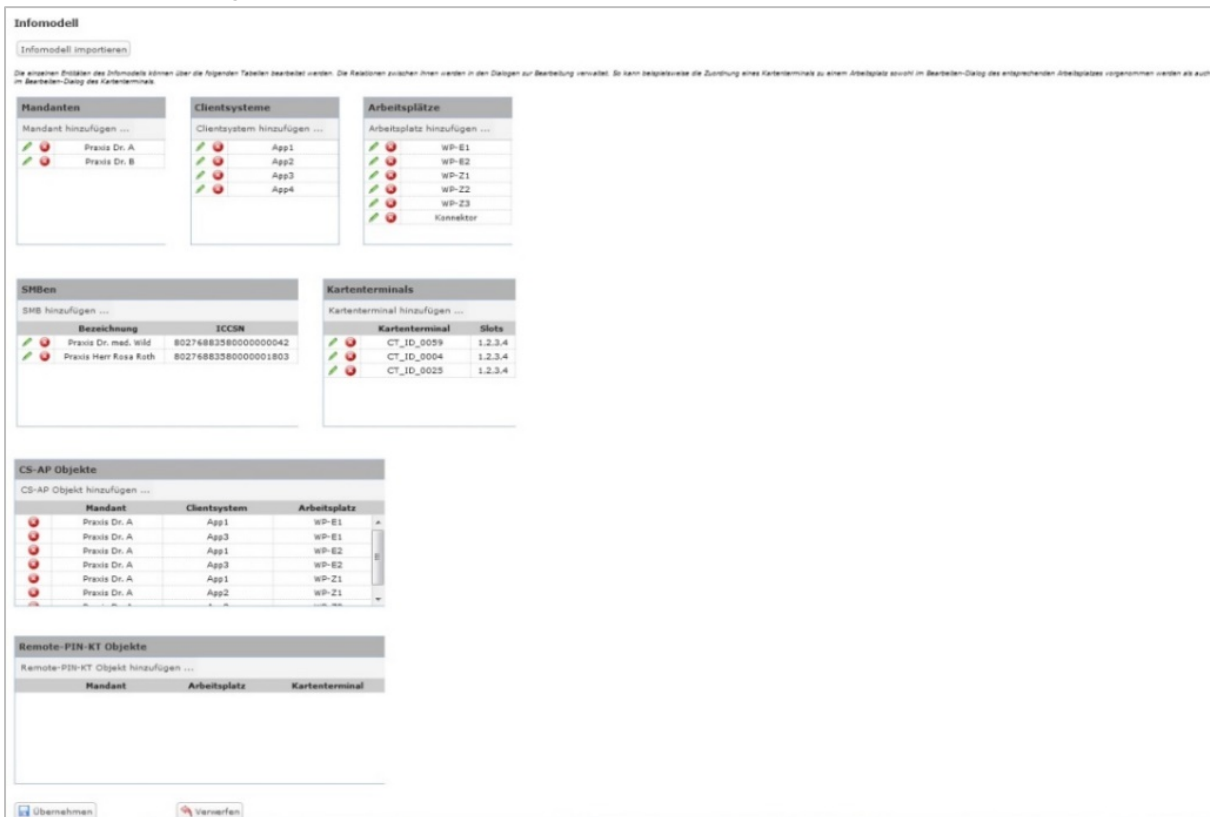 Infomodell
Infomodell importieren
Die einzelnen Entitäten des Infomodells können über die folgenden Tabellen bearbeitet werden. Die Relationen zwischen ihnen werden in den Dialogen zur Bearbeitung verwaltet. So kann beispielsweise die Zuordnung eines Kartenterminals zu einem Arbeitsplatz sowohl im Bearbeiten-Dialog des entsprechenden Arbeitsplatzes vorgenommen werden als auch
im Bearbeiten-Dialog des Kartenterminals.
Mandanten
Mandant hinzufügen ...
Praxis Dr. A
Praxis Dr. B
Clientsysteme
Clientsystem hinzufügen ...
App1
App2
App3
App4
Arbeitsplätze
Arbeitsplatz hinzufügen ...
WP-E1
WP-E2
WP-Z1
WP-Z2
WP-Z3
Konnektor
SMBen
SMB hinzufügen ...
Bezeichnung ICCSN
Praxis Dr. med. Wild 80276883580000000042
Praxis Herr Rosa Roth 80276883580000001803
Kartenterminals
Kartenterminal hinzufügen ...
Kartenterminal Slots
CT_ID_0059 1.2.3.4
CT_ID_0004 1.2.3.4
CT_ID_0025 1.2.3.4
CS-AP Objekte
CS-AP Objekt hinzufügen ...
Mandant Clientsystem Arbeitsplatz
Praxis Dr. A App1 WP-E1
Praxis Dr. A App3 WP-E1
Praxis Dr. A App1 WP-E2
Praxis Dr. A App3 WP-E2
Praxis Dr. A App1 WP-Z1
Praxis Dr. A App2 WP-Z1
Remote-PIN-KT Objekte
Remote-PIN-KT Objekt hinzufügen ...
Mandant Arbeitsplatz Kartenterminal
Übernehmen Verwerfen